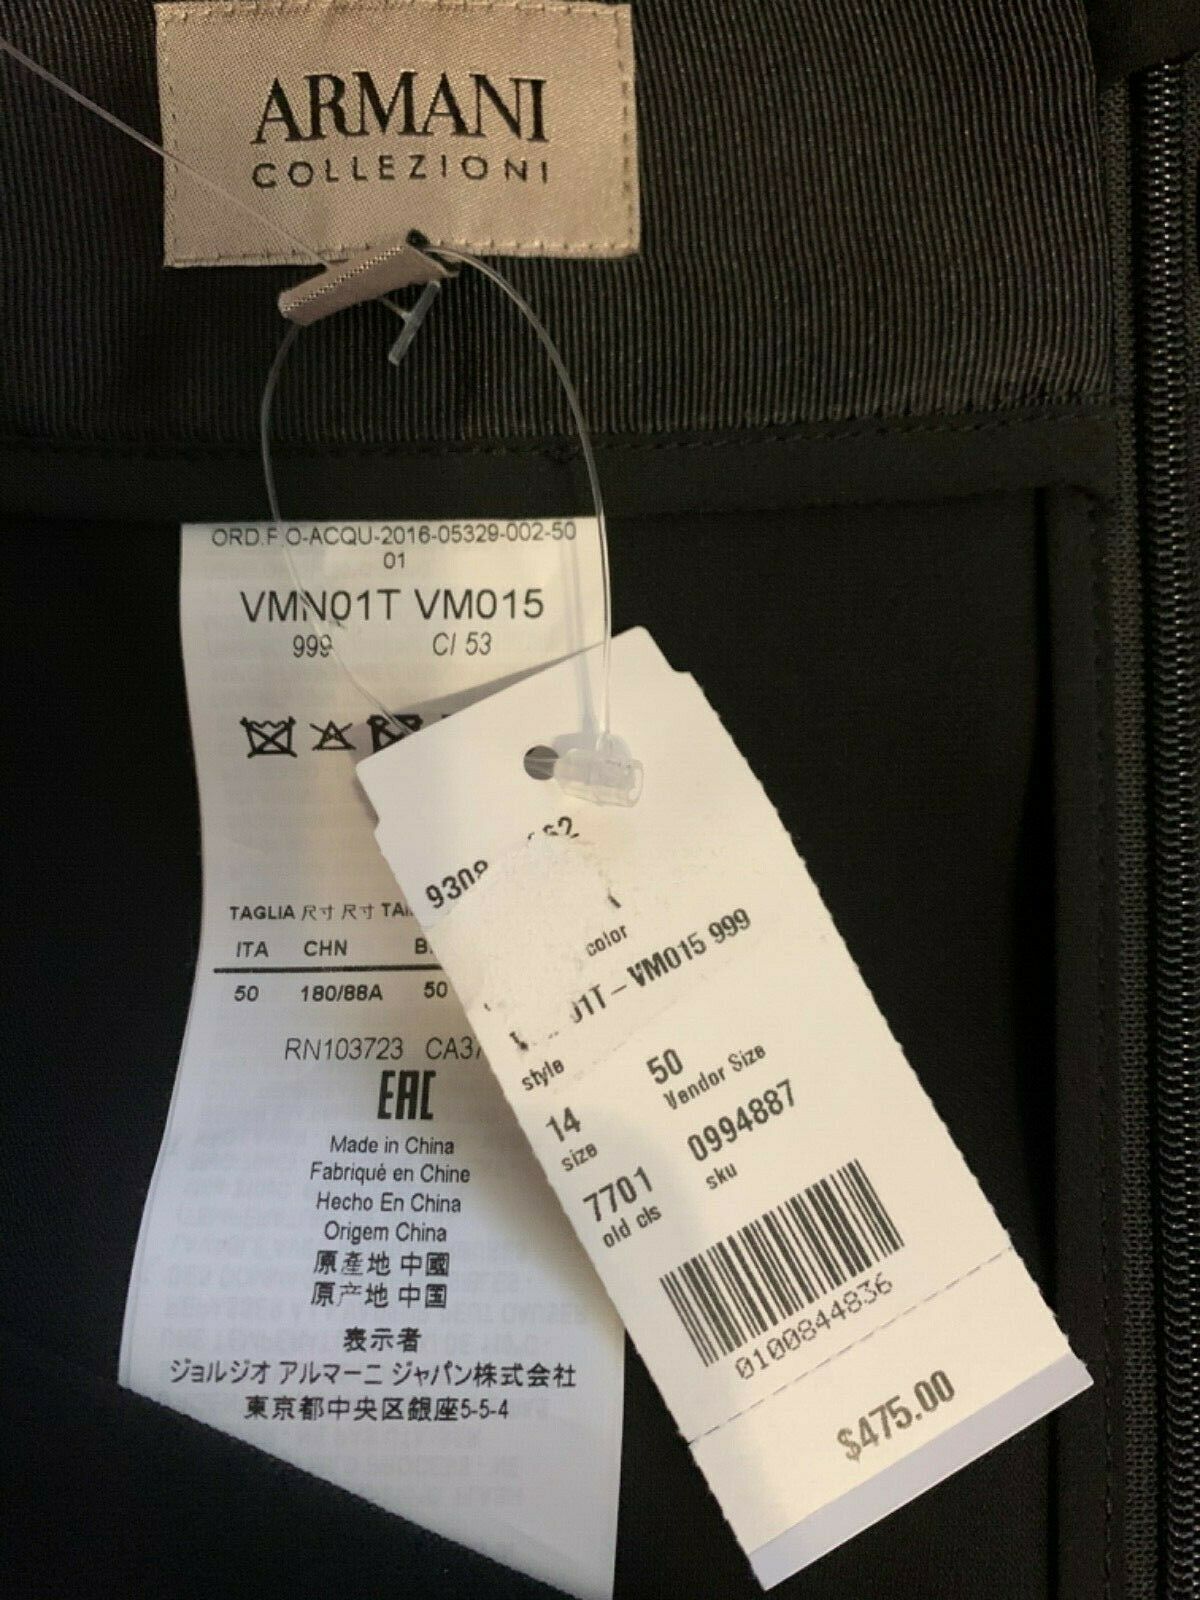 ARMANI
COLLEZIONI
ORD.F O-ACQU-2016-05329-002-50
01
VMN01T VM015
999 Cl 53
TAGLIA 尺寸 尺寸
ITA CHN
50 180/88A 50
RN103723
EAC
Made in China
Fabriqué en Chine
Hecho En China
Origem China
原產地 中國
原产地 中国
表示者
ジョルジオ アルマーニ ジャパン株式会社
東京都中央区銀座5-5-4
color
VM015 999
style
14 50
size Vendor Size
7701 0994887
old cls sku
0100844836
$475.00